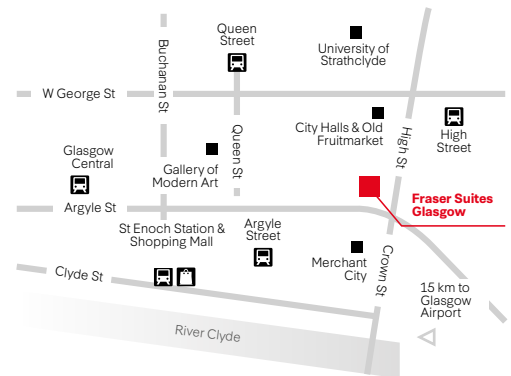 Queen
Street
University of
Strathclyde
Buchanan St
W George St
City Halls & Old
Fruitmarket
High
Street
High St
Queen St
Glasgow
Central
Gallery of
Modern Art
Fraser Suites
Glasgow
Argyle St
St Enoch Station &
Shopping Mall
Argyle
Street
Merchant
City
Crown St
Clyde St
15 km to
Glasgow
Airport
River Clyde